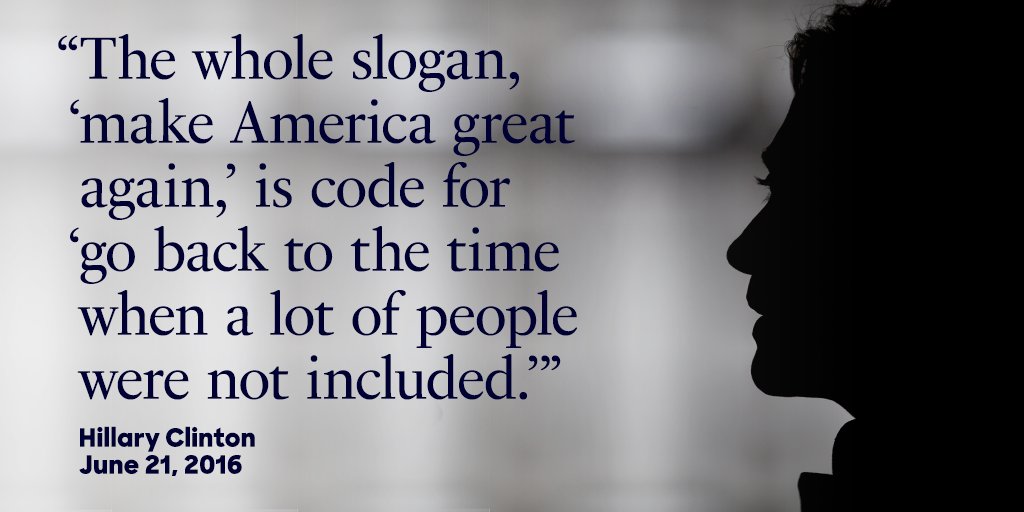 “The whole slogan,
‘make America great
again,’ is code for
‘go back to the time
when a lot of people
were not included.’”
Hillary Clinton
June 21, 2016